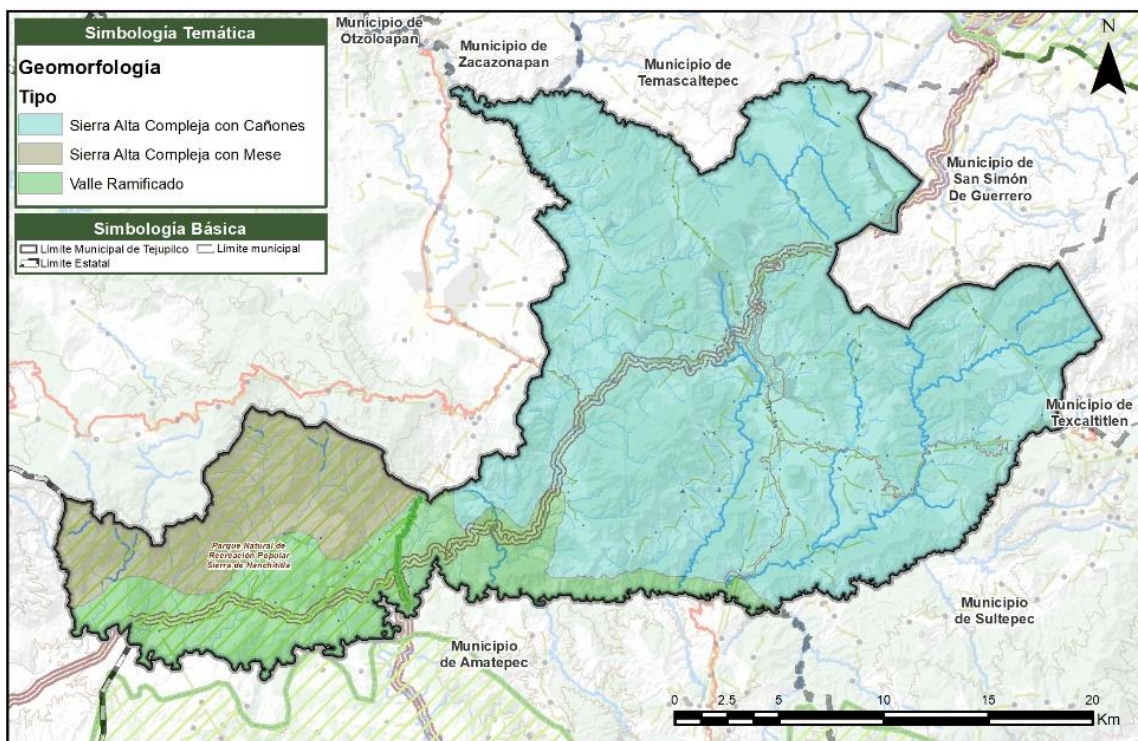 Simbología Temática
Geomorfología
Tipo
Sierra Alta Compleja con Cañones
Sierra Alta Compleja con Mese
Valle Ramificado
Simbología Básica
Límite Municipal de Tejupilco
Límite municipal
Límite Estatal
Municipio de
Otzoloapan
Municipio de
Zacazonapan
Municipio de
Temascaltepec
N
Municipio de
San Simón
De Guerrero
Municipio de
Texcaltitlen
Parque Natural de
Recreación Popular
Sierra de Nanchititla
Municipio
de Amatepec
Municipio
de Sultepec
0 2.5 5 10 15 20
Km